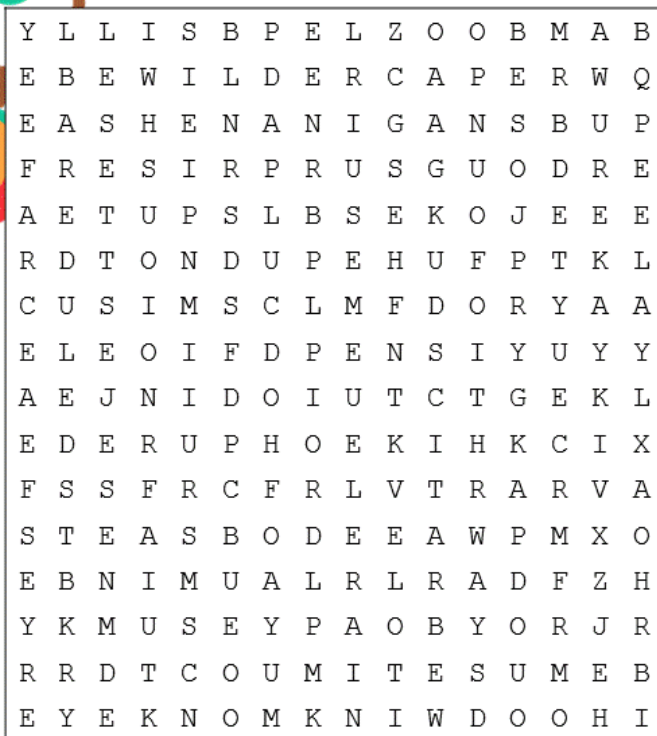 Y L L I S B P E L Z O O B M A B
E B E W I L D E R C A P E R W Q
E A S H E N A N I G A N S B U P
F R E S I R P R U S G U O D R E
A E T U P S L B S E K O J E E E
R D T O N D U P E H U F P T K L
C U S I M S C L M F D O R Y A A
E L E O I F D P E N S I Y U Y Y
A E J N I D O I U T C T G E K L
E D E R U P H O E K I H K C I X
F S S F R C F R L V T R A R V A
S T E A S B O D E E A W P M X O
E B N I M U A L R L R A D F Z H
Y K M U S E Y P A O B Y O R J R
R R D T C O U M I T E S U M E B
E Y E K N O M K N I W D O O H I